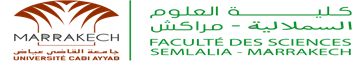 MARRAKECH
جامعة القاضي عياض
UNIVERSITÉ CADI AYYAD
كلية العلوم
السملالية - مراكش
FACULTÉ DES SCIENCES
SEMLALIA - MARRAKECH